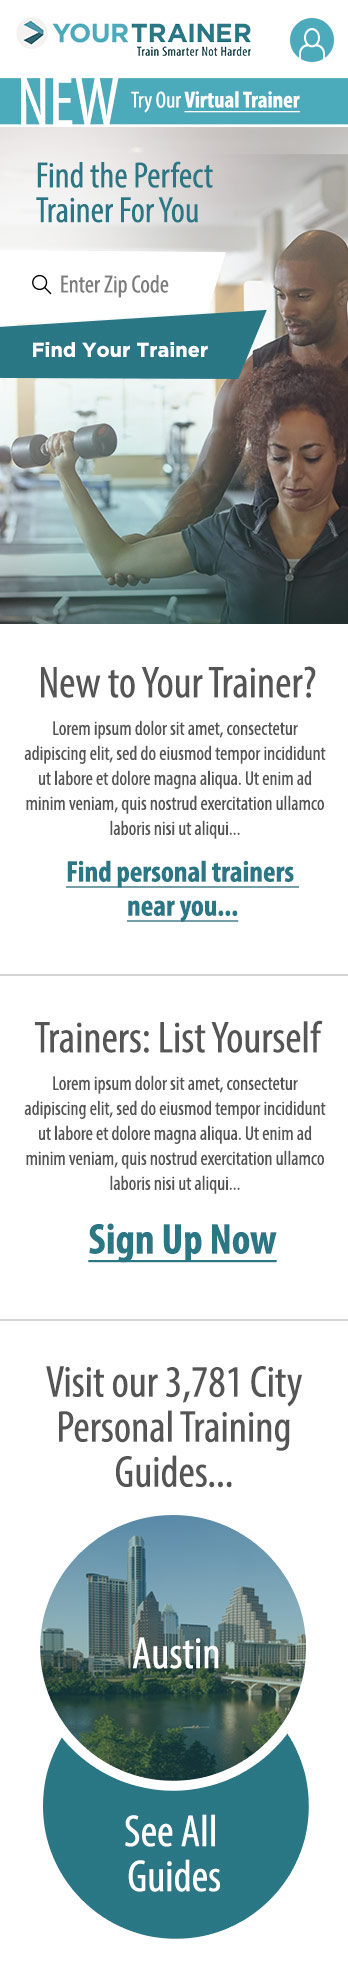 YOURTRAINER
Train Smarter Not Harder
NEW Try Our Virtual Trainer
Find the Perfect
Trainer For You
Enter Zip Code
Find Your Trainer
New to Your Trainer?
Lorem ipsum dolor sit amet, consectetur
adipiscing elit, sed do eiusmod tempor incididunt
ut labore et dolore magna aliqua. Ut enim ad
minim veniam, quis nostrud exercitation ullamco
laboris nisi ut aliqui...
Find personal trainers
near you...
Trainers: List Yourself
Lorem ipsum dolor sit amet, consectetur
adipiscing elit, sed do eiusmod tempor incididunt
ut labore et dolore magna aliqua. Ut enim ad
minim veniam, quis nostrud exercitation ullamco
laboris nisi ut aliqui...
Sign Up Now
Visit our 3,781 City
Personal Training
Guides...
Austin
See All
Guides